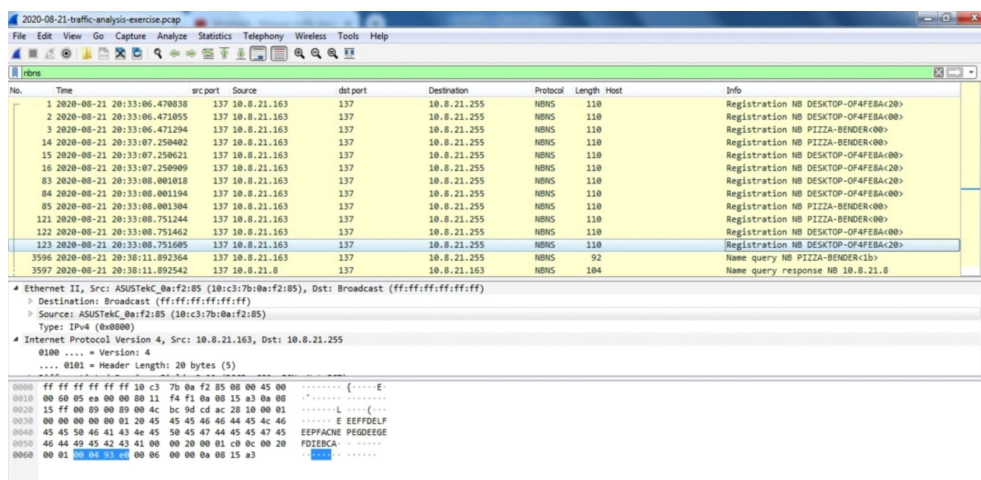 2020-08-21-traffic-analysis-exercise.pcap
File Edit View Go Capture Analyze Statistics Telephony Wireless Tools Help
nbns
No. Time src port Source dst port Destination Protocol Length Host Info
1 2020-08-21 20:33:06.470838 137 10.8.21.163 137 10.8.21.255 NBNS 110 Registration NB DESKTOP-OF4FE8A<20>
2 2020-08-21 20:33:06.471055 137 10.8.21.163 137 10.8.21.255 NBNS 110 Registration NB DESKTOP-OF4FE8A<00>
3 2020-08-21 20:33:06.471294 137 10.8.21.163 137 10.8.21.255 NBNS 110 Registration NB PIZZA-BENDER<00>
14 2020-08-21 20:33:07.250402 137 10.8.21.163 137 10.8.21.255 NBNS 110 Registration NB PIZZA-BENDER<00>
15 2020-08-21 20:33:07.250621 137 10.8.21.163 137 10.8.21.255 NBNS 110 Registration NB DESKTOP-OF4FE8A<00>
16 2020-08-21 20:33:07.250909 137 10.8.21.163 137 10.8.21.255 NBNS 110 Registration NB DESKTOP-OF4FE8A<20>
83 2020-08-21 20:33:08.001018 137 10.8.21.163 137 10.8.21.255 NBNS 110 Registration NB DESKTOP-OF4FE8A<20>
84 2020-08-21 20:33:08.001194 137 10.8.21.163 137 10.8.21.255 NBNS 110 Registration NB DESKTOP-OF4FE8A<00>
85 2020-08-21 20:33:08.001304 137 10.8.21.163 137 10.8.21.255 NBNS 110 Registration NB PIZZA-BENDER<00>
121 2020-08-21 20:33:08.751244 137 10.8.21.163 137 10.8.21.255 NBNS 110 Registration NB PIZZA-BENDER<00>
122 2020-08-21 20:33:08.751462 137 10.8.21.163 137 10.8.21.255 NBNS 110 Registration NB DESKTOP-OF4FE8A<00>
123 2020-08-21 20:33:08.751605 137 10.8.21.163 137 10.8.21.255 NBNS 110 Registration NB DESKTOP-OF4FE8A<20>
3596 2020-08-21 20:38:11.892364 137 10.8.21.163 137 10.8.21.255 NBNS 92 Name query NB PIZZA-BENDER<1b>
3597 2020-08-21 20:38:11.892542 137 10.8.21.8 137 10.8.21.163 NBNS 104 Name query response NB 10.8.21.8
Ethernet II, Src: ASUSTekC_0a:f2:85 (10:c3:7b:0a:f2:85), Dst: Broadcast (ff:ff:ff:ff:ff:ff)
Destination: Broadcast (ff:ff:ff:ff:ff:ff)
Source: ASUSTekC_0a:f2:85 (10:c3:7b:0a:f2:85)
Type: IPv4 (0x0800)
Internet Protocol Version 4, Src: 10.8.21.163, Dst: 10.8.21.255
0100 .... = Version: 4
.... 0101 = Header Length: 20 bytes (5)
0000 ff ff ff ff ff ff 10 c3 7b 0a f2 85 08 00 45 00 ········ {·····E·
0010 00 60 05 ea 00 00 80 11 f4 f1 0a 08 15 a3 0a 08 ·`······ ········
0020 15 ff 00 89 00 89 00 4c bc 9d cd ac 28 10 00 01 ·······L ····(···
0030 00 00 00 00 00 01 20 45 45 45 46 46 44 45 4c 46 ······ E EEFFDELF
0040 45 45 50 46 41 43 4e 45 50 45 47 44 45 45 47 45 EEPFACNE PEGDEEGE
0050 46 44 49 45 42 43 41 00 00 20 00 01 c0 0c 00 20 FDIEBCA· · ·····
0060 00 01 00 04 93 e0 00 06 00 00 0a 08 15 a3 ········ ······